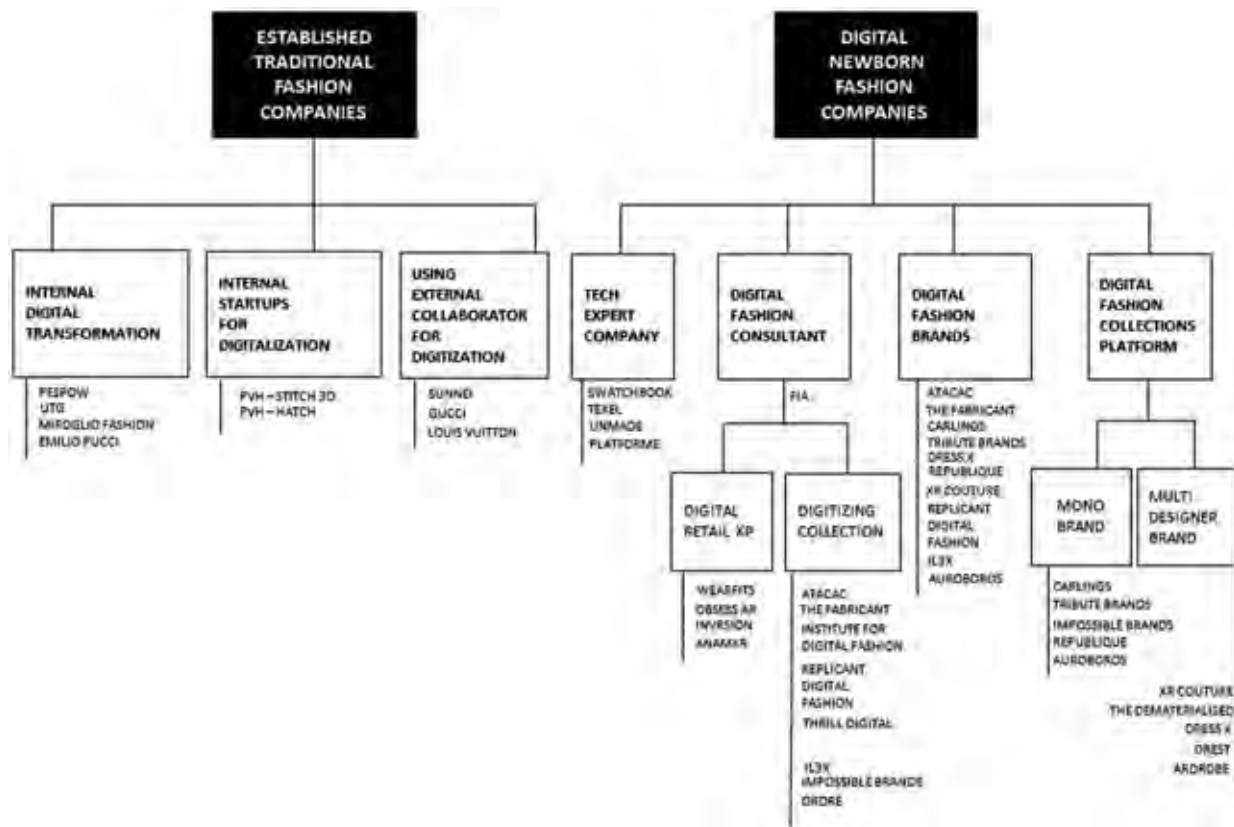 ESTABLISHED
TRADITIONAL
FASHION
COMPANIES
DIGITAL
NEWBORN
FASHION
COMPANIES
INTERNAL
DIGITAL
TRANSFORMATION
PESPOW
UTG
MIROGLIO FASHION
EMILIO PUCCI
INTERNAL
STARTUPS
FOR
DIGITALIZATION
PVH – STITCH 3D
PVH – HATCH
USING
EXTERNAL
COLLABORATOR
FOR
DIGITIZATION
SUNNEI
GUCCI
LOUIS VUITTON
TECH
EXPERT
COMPANY
SWATCHBOOK
TEXEL
UNMADE
PLATFORME
DIGITAL
FASHION
CONSULTANT
FIA.
DIGITAL
RETAIL XP
WEARFITS
OBSESS AR
INVRSION
ANAMXR
DIGITIZING
COLLECTION
ATACAC
THE FABRICANT
INSTITUTE FOR
DIGITAL FASHION
REPLICANT
DIGITAL
FASHION
THRILL DIGITAL
IL3X
IMPOSSIBLE BRANDS
ORDRE
DIGITAL
FASHION
BRANDS
ATACAC
THE FABRICANT
CARLINGS
TRIBUTE BRANDS
DRESS X
REPUBLIQUE
XR COUTURE
REPLICANT
DIGITAL
FASHION
IL3X
AUROBOROS
DIGITAL
FASHION
COLLECTIONS
PLATFORM
MONO
BRAND
CARLINGS
TRIBUTE BRANDS
IMPOSSIBLE BRANDS
REPUBLIQUE
AUROBOROS
MULTI
DESIGNER
BRAND
XR COUTURE
THE DEMATERIALISED
DRESS X
DREST
ARDROBE